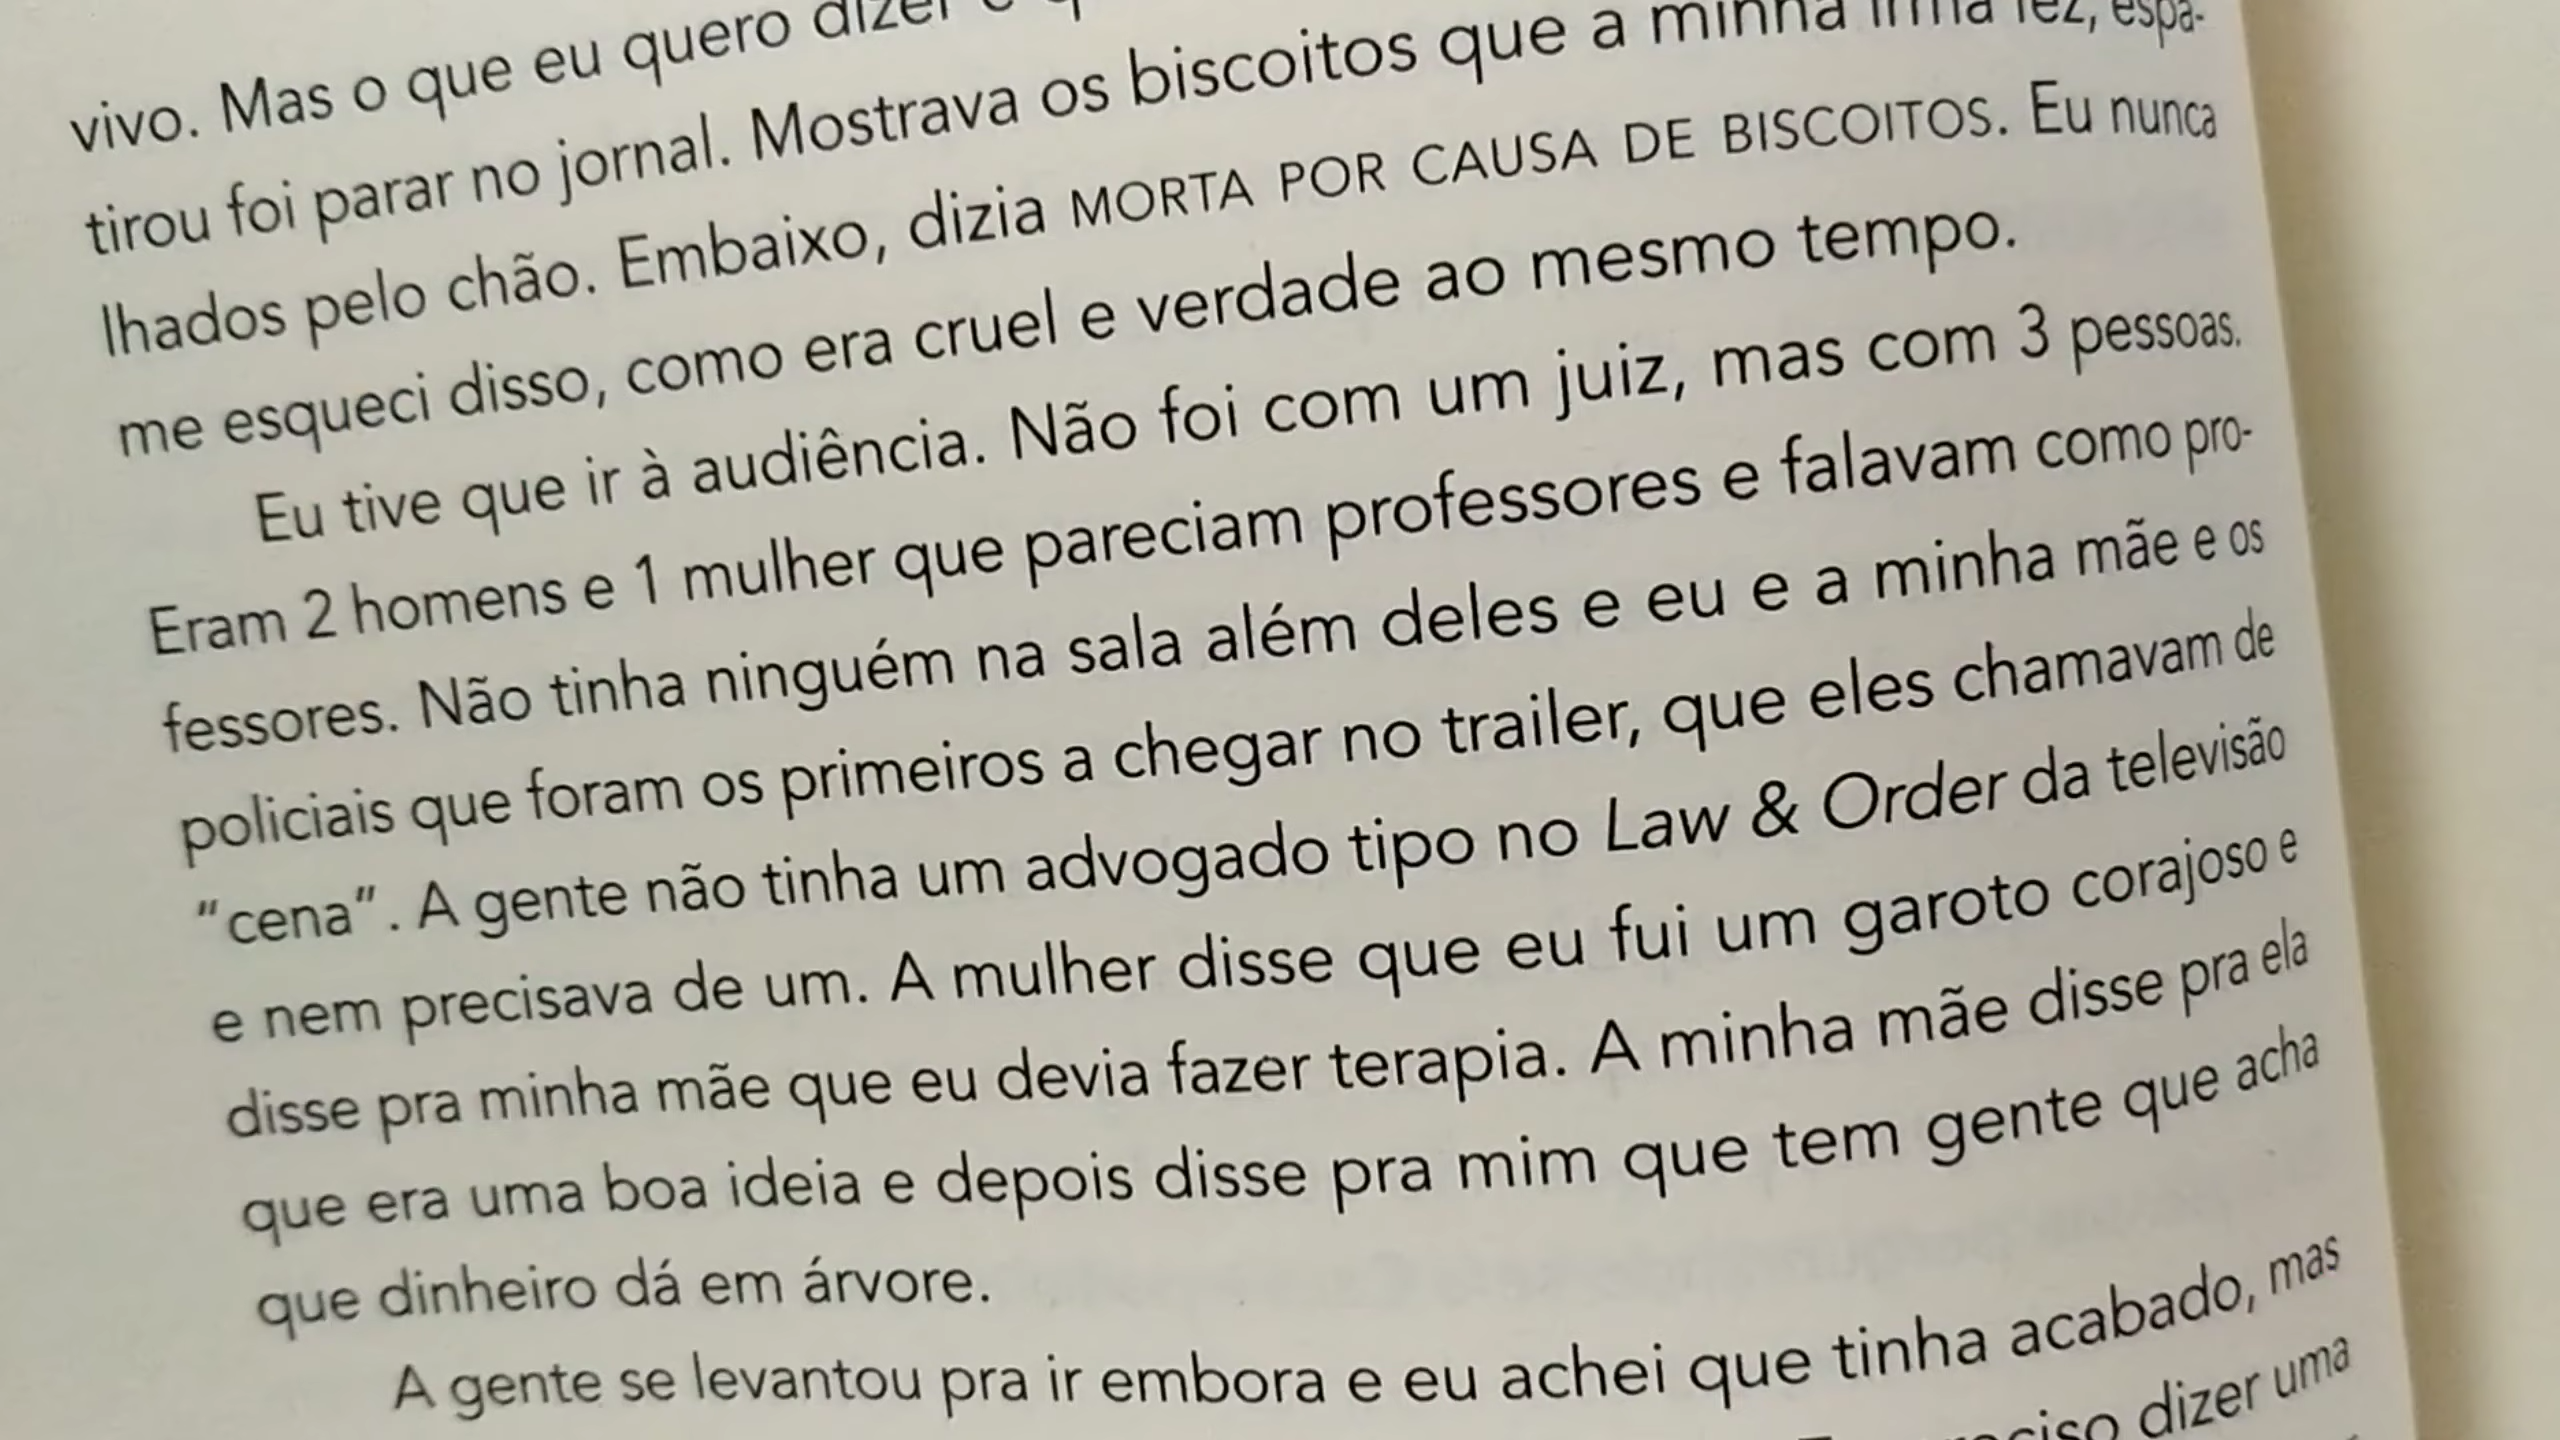 vivo. Mas o que eu quero dizer é
tirou foi parar no jornal. Mostrava os biscoitos que a minha irmã fez, espa-
lhados pelo chão. Embaixo, dizia MORTA POR CAUSA DE BISCOITOS. Eu nunca
me esqueci disso, como era cruel e verdade ao mesmo tempo.
Eu tive que ir à audiência. Não foi com um juiz, mas com 3 pessoas.
Eram 2 homens e 1 mulher que pareciam professores e falavam como pro-
fessores. Não tinha ninguém na sala além deles e eu e a minha mãe e os
policiais que foram os primeiros a chegar no trailer, que eles chamavam de
"cena". A gente não tinha um advogado tipo no Law & Order da televisão
e nem precisava de um. A mulher disse que eu fui um garoto corajoso e
disse pra minha mãe que eu devia fazer terapia. A minha mãe disse pra ela
que era uma boa ideia e depois disse pra mim que tem gente que acha
que dinheiro dá em árvore.
A gente se levantou pra ir embora e eu achei que tinha acabado, mas
dizer uma